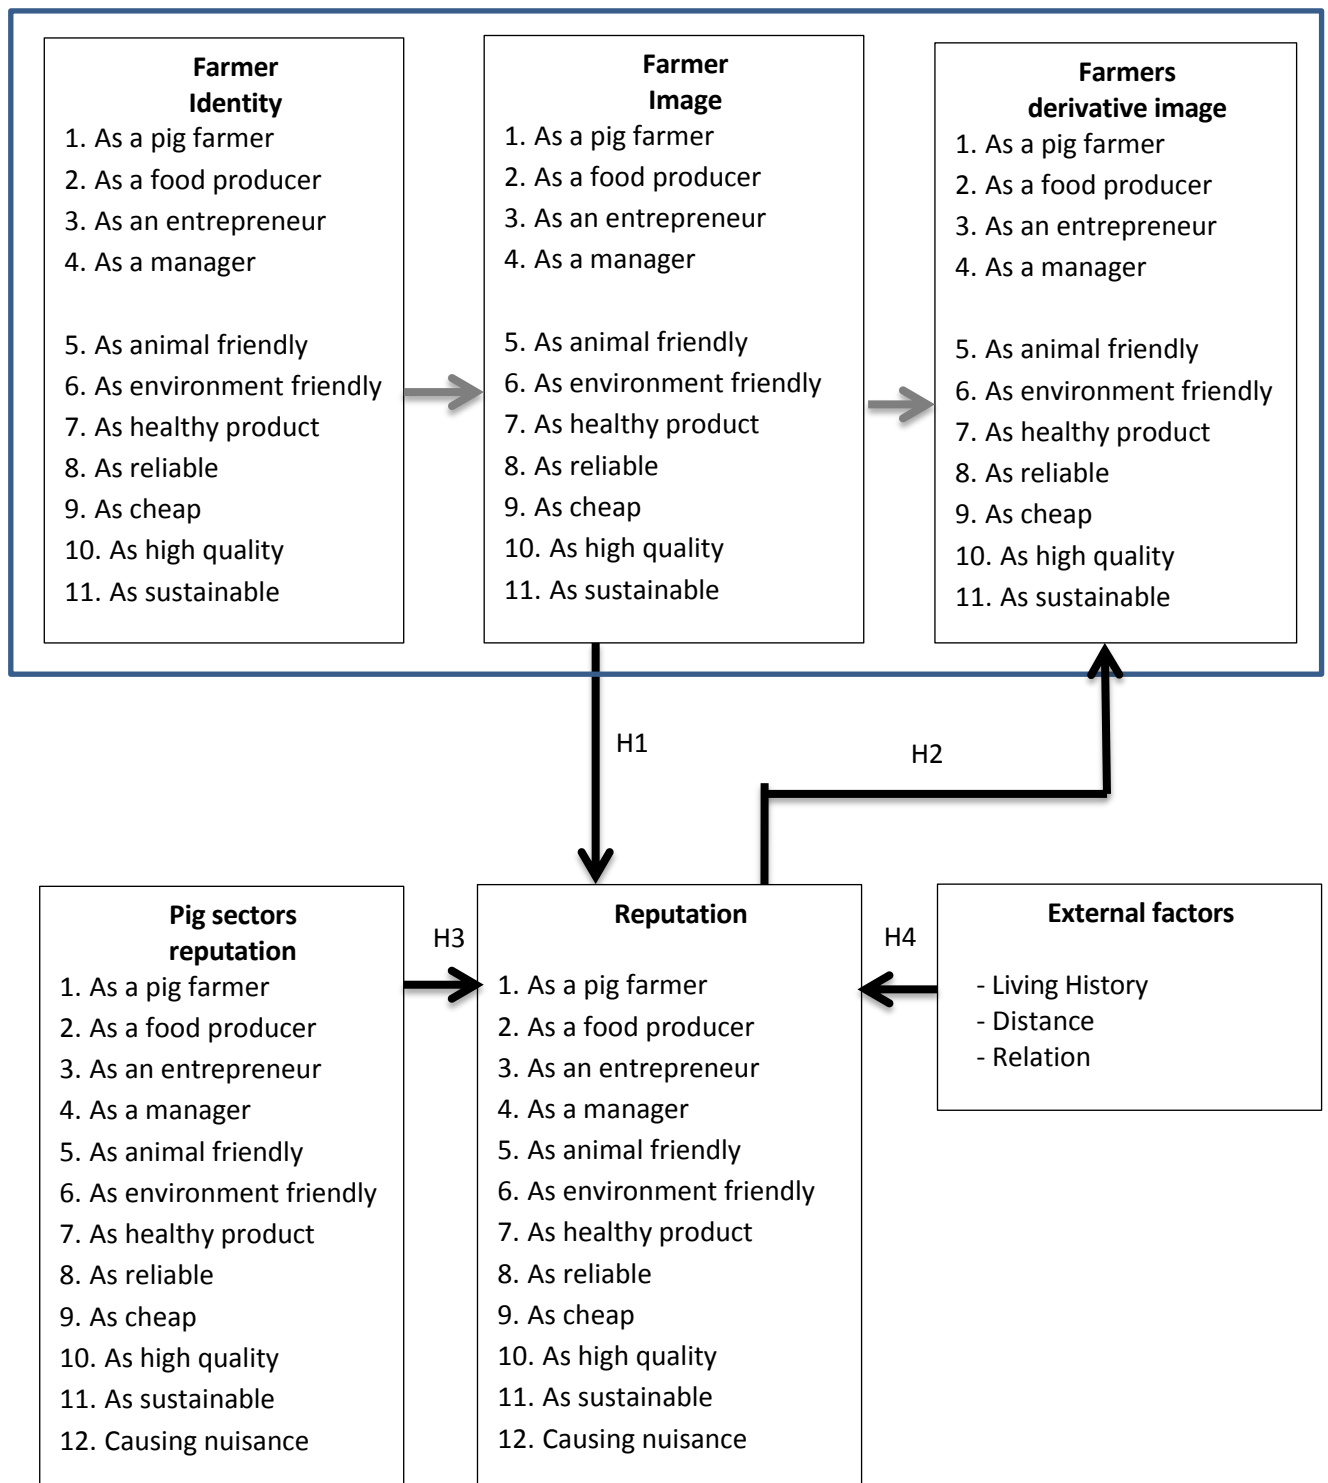 Farmer
Identity
1. As a pig farmer
2. As a food producer
3. As an entrepreneur
4. As a manager
5. As animal friendly
6. As environment friendly
7. As healthy product
8. As reliable
9. As cheap
10. As high quality
11. As sustainable
Farmer
Image
1. As a pig farmer
2. As a food producer
3. As an entrepreneur
4. As a manager
5. As animal friendly
6. As environment friendly
7. As healthy product
8. As reliable
9. As cheap
10. As high quality
11. As sustainable
Farmers
derivative image
1. As a pig farmer
2. As a food producer
3. As an entrepreneur
4. As a manager
5. As animal friendly
6. As environment friendly
7. As healthy product
8. As reliable
9. As cheap
10. As high quality
11. As sustainable
H1
H2
Pig sectors
reputation
1. As a pig farmer
2. As a food producer
3. As an entrepreneur
4. As a manager
5. As animal friendly
6. As environment friendly
7. As healthy product
8. As reliable
9. As cheap
10. As high quality
11. As sustainable
12. Causing nuisance
H3
Reputation
1. As a pig farmer
2. As a food producer
3. As an entrepreneur
4. As a manager
5. As animal friendly
6. As environment friendly
7. As healthy product
8. As reliable
9. As cheap
10. As high quality
11. As sustainable
12. Causing nuisance
H4
External factors
- Living History
- Distance
- Relation